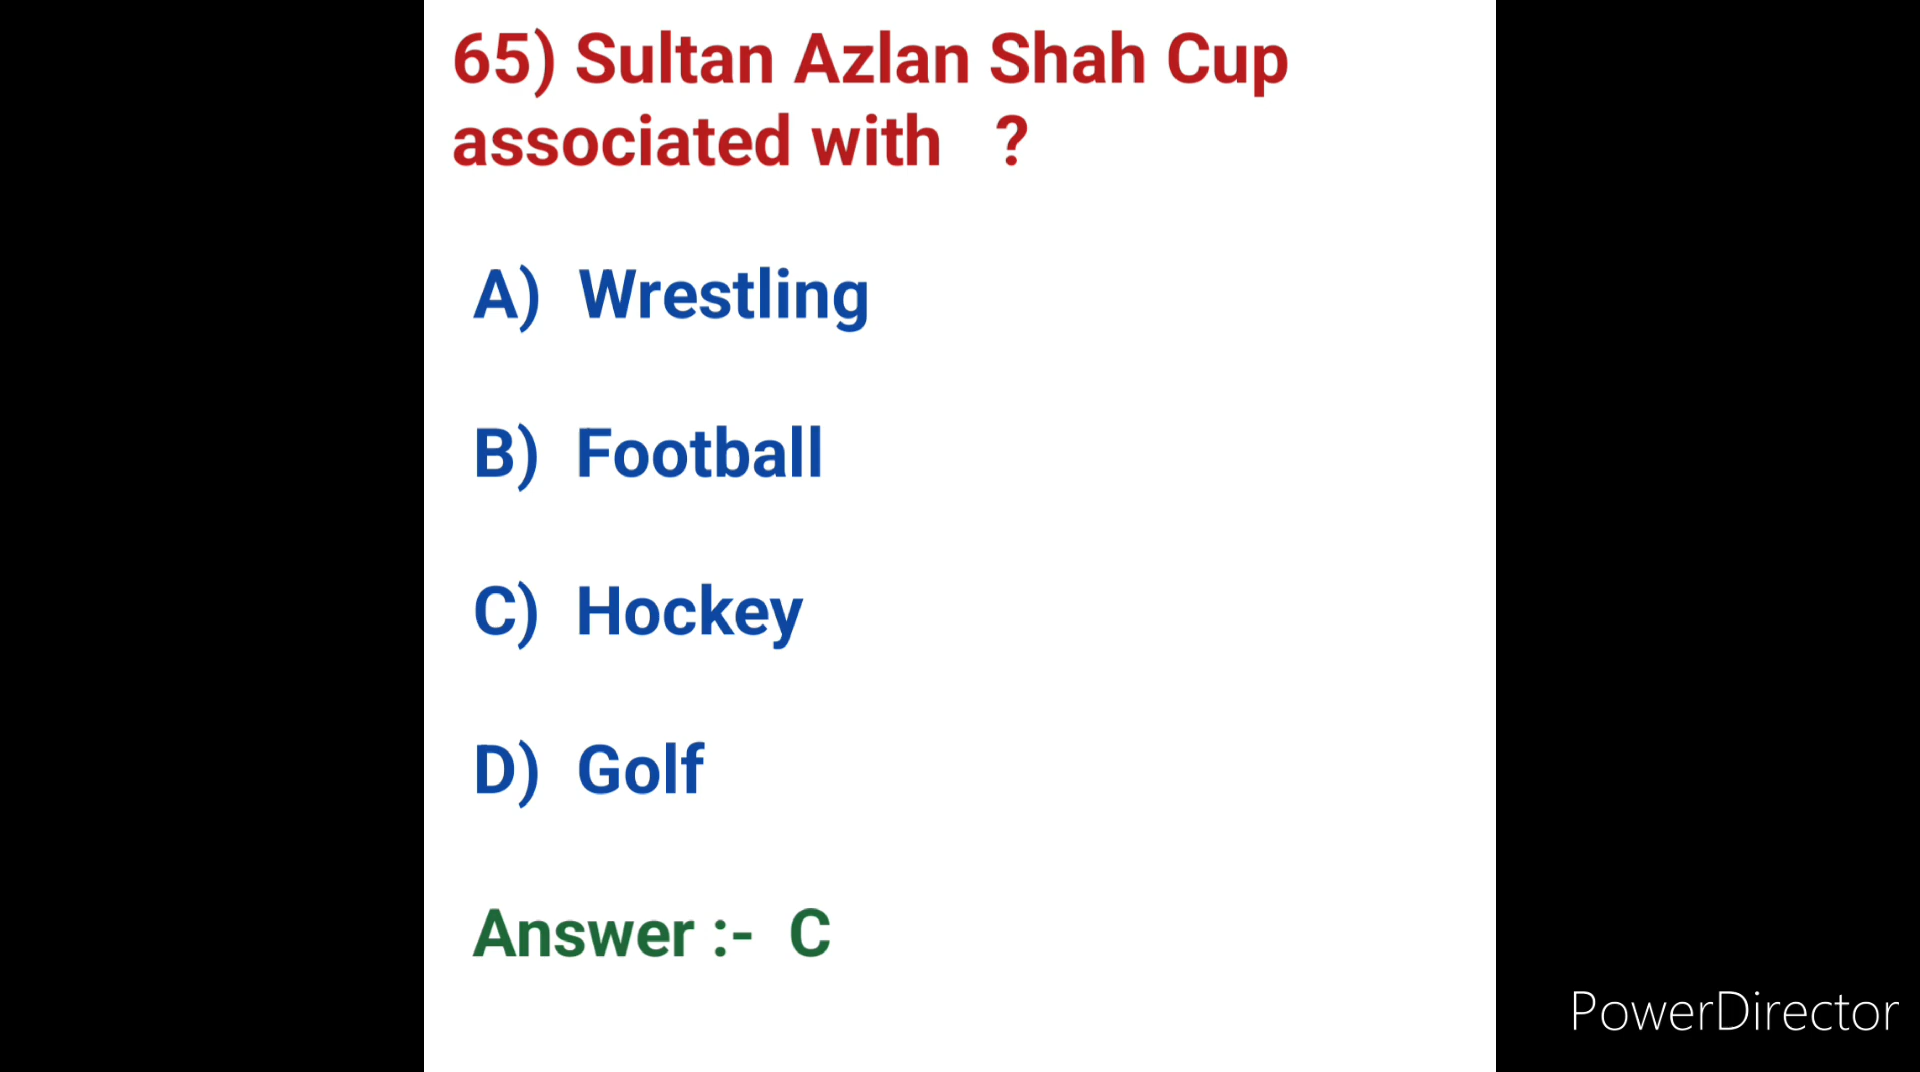 65) Sultan Azlan Shah Cup
associated with ?
A) Wrestling
B) Football
C) Hockey
D) Golf
Answer :- C
PowerDirector